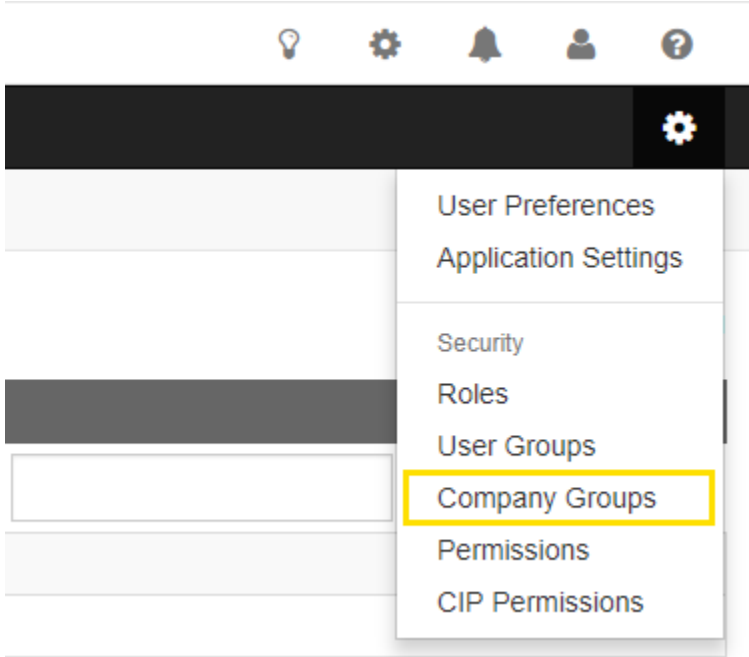 User Preferences
Application Settings
Security
Roles
User Groups
Company Groups
Permissions
CIP Permissions